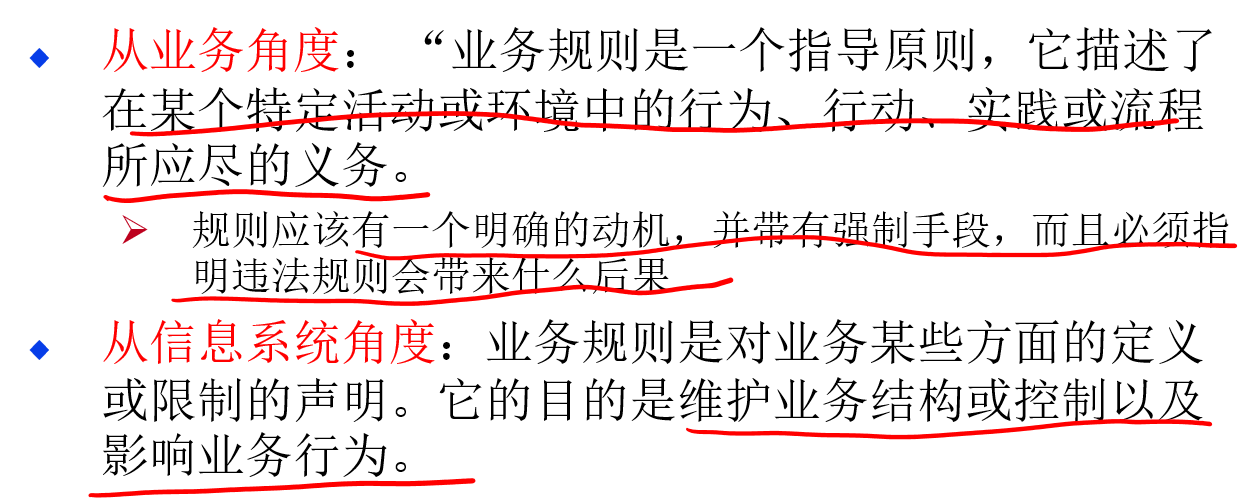 从业务角度：“业务规则是一个指导原则，它描述了
在某个特定活动或环境中的行为、行动、实践或流程
所应尽的义务。
规则应该有一个明确的动机，并带有强制手段，而且必须指
明违法规则会带来什么后果
从信息系统角度：业务规则是对业务某些方面的定义
或限制的声明。它的目的是维护业务结构或控制以及
影响业务行为。